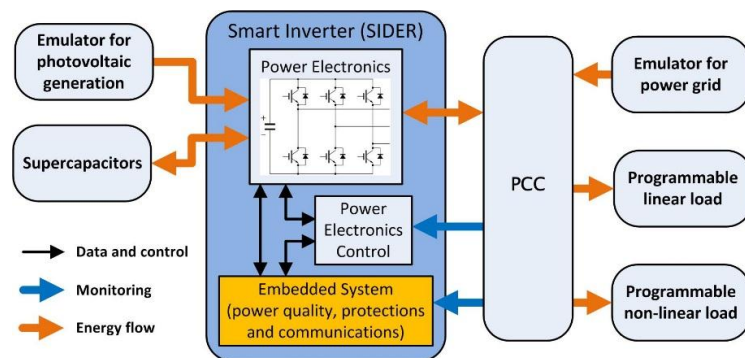 Emulator for
photovoltaic
generation
Supercapacitors
Data and control
Monitoring
Energy flow
Smart Inverter (SIDER)
Power Electronics
+
-
Power
Electronics
Control
Embedded System
(power quality, protections
and communications)
PCC
Emulator for
power grid
Programmable
linear load
Programmable
non-linear load